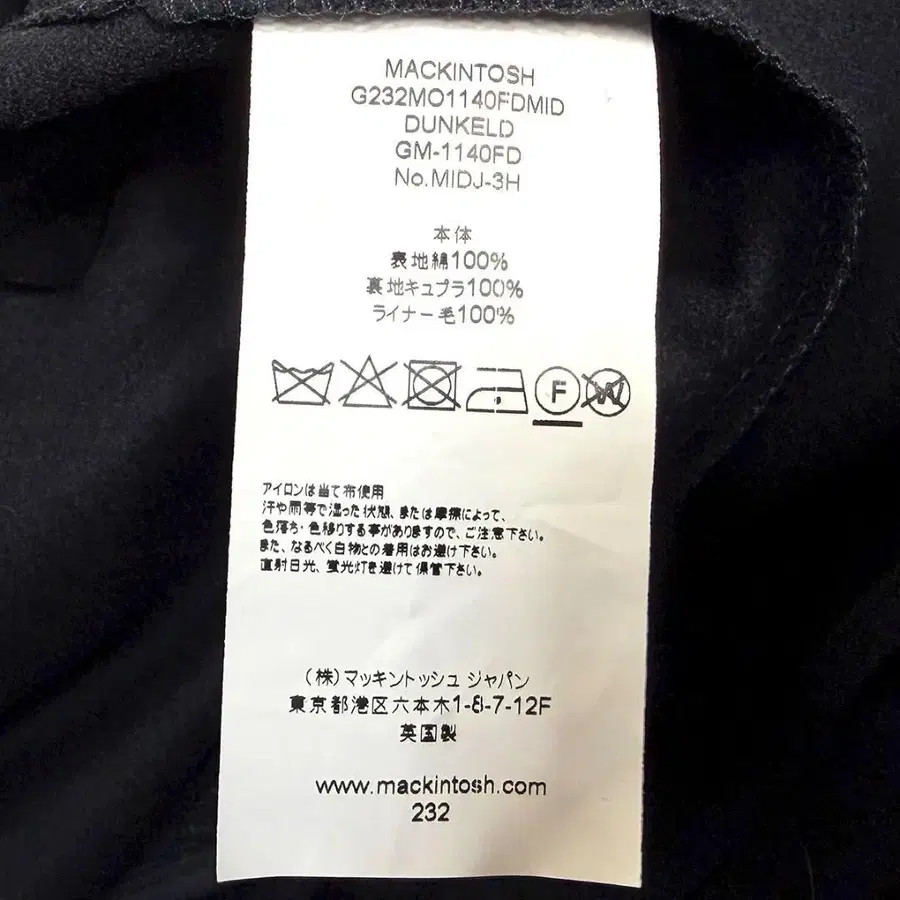 MACKINTOSH
G232MO1140FDMID
DUNKELD
GM-1140FD
No.MIDJ-3H
本体
表地綿100%
裏地キュプラ100%
ライナー毛100%
F W
アイロンは当て布使用
汗や雨等で湿った状態、または摩擦によって、
色落ち・色移りする事がありますので、ご注意下さい。
また、なるべく白物との着用はお避け下さい。
直射日光、蛍光灯を避けて保管下さい。
(株)マッキントッシュ ジャパン
東京都港区六本木1-8-7-12F
英国製
www.mackintosh.com
232